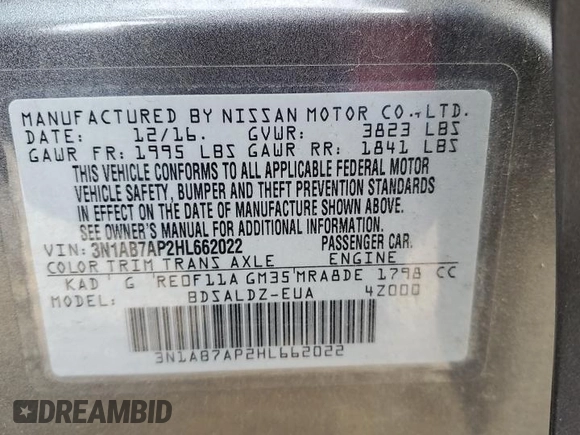 MANUFACTURED BY NISSAN MOTOR CO., LTD.
DATE: 12/16. GVWR: 3823 LBS
GAWR FR: 1995 LBS GAWR RR: 1841 LBS
THIS VEHICLE CONFORMS TO ALL APPLICABLE FEDERAL MOTOR
VEHICLE SAFETY, BUMPER AND THEFT PREVENTION STANDARDS
IN EFFECT ON THE DATE OF MANUFACTURE SHOWN ABOVE.
SEE OWNER'S MANUAL FOR ADDITIONAL INFORMATION.
VIN: 3N1AB7AP2HL662022 PASSENGER CAR.
COLOR TRIM TRANS AXLE ENGINE
KAD G RE0F11A GM35 MRA8DE 1798 CC
MODEL: BDSALDZ-EUA 4Z000
3N1AB7AP2HL662022
DREAMBID